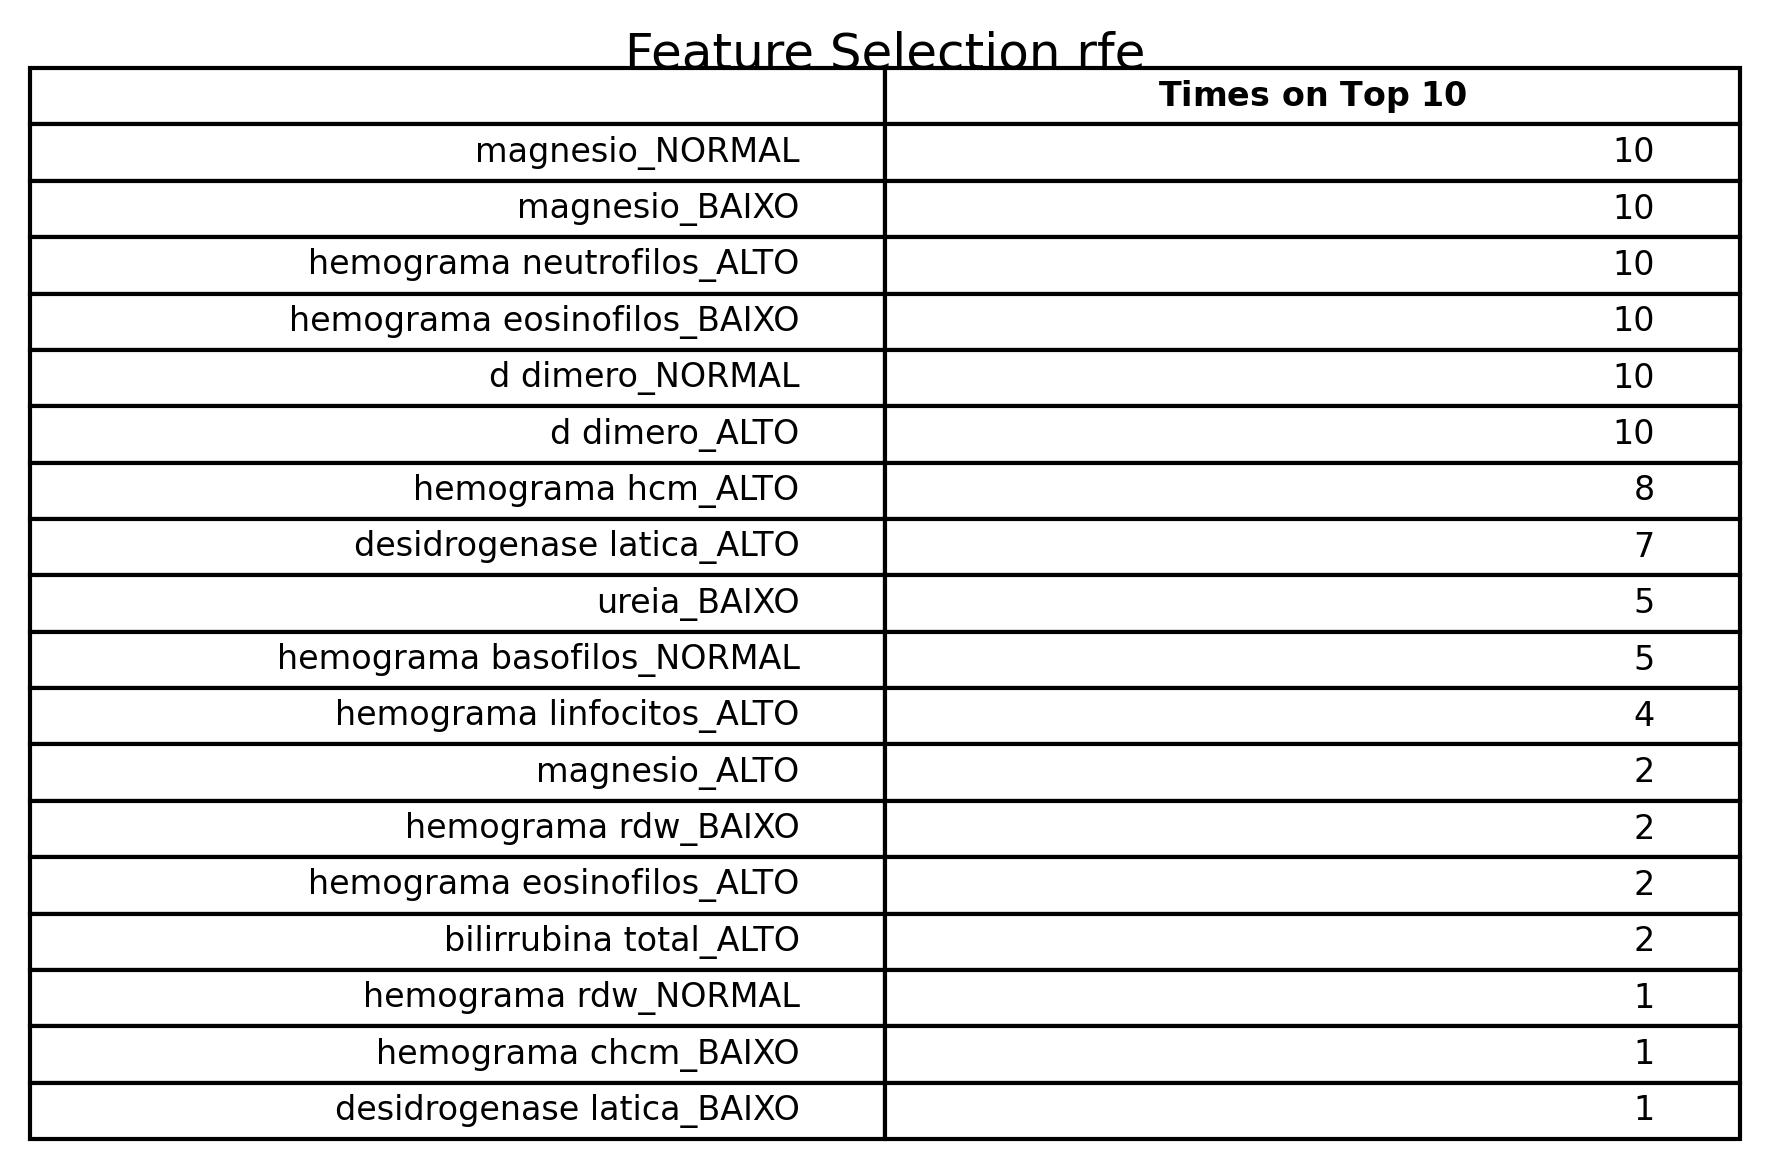 Feature Selection rfe
Times on Top 10
magnesio_NORMAL 10
magnesio_BAIXO 10
hemograma neutrofilos_ALTO 10
hemograma eosinofilos_BAIXO 10
d dimero_NORMAL 10
d dimero_ALTO 10
hemograma hcm_ALTO 8
desidrogenase latica_ALTO 7
ureia_BAIXO 5
hemograma basofilos_NORMAL 5
hemograma linfocitos_ALTO 4
magnesio_ALTO 2
hemograma rdw_BAIXO 2
hemograma eosinofilos_ALTO 2
bilirrubina total_ALTO 2
hemograma rdw_NORMAL 1
hemograma chcm_BAIXO 1
desidrogenase latica_BAIXO 1